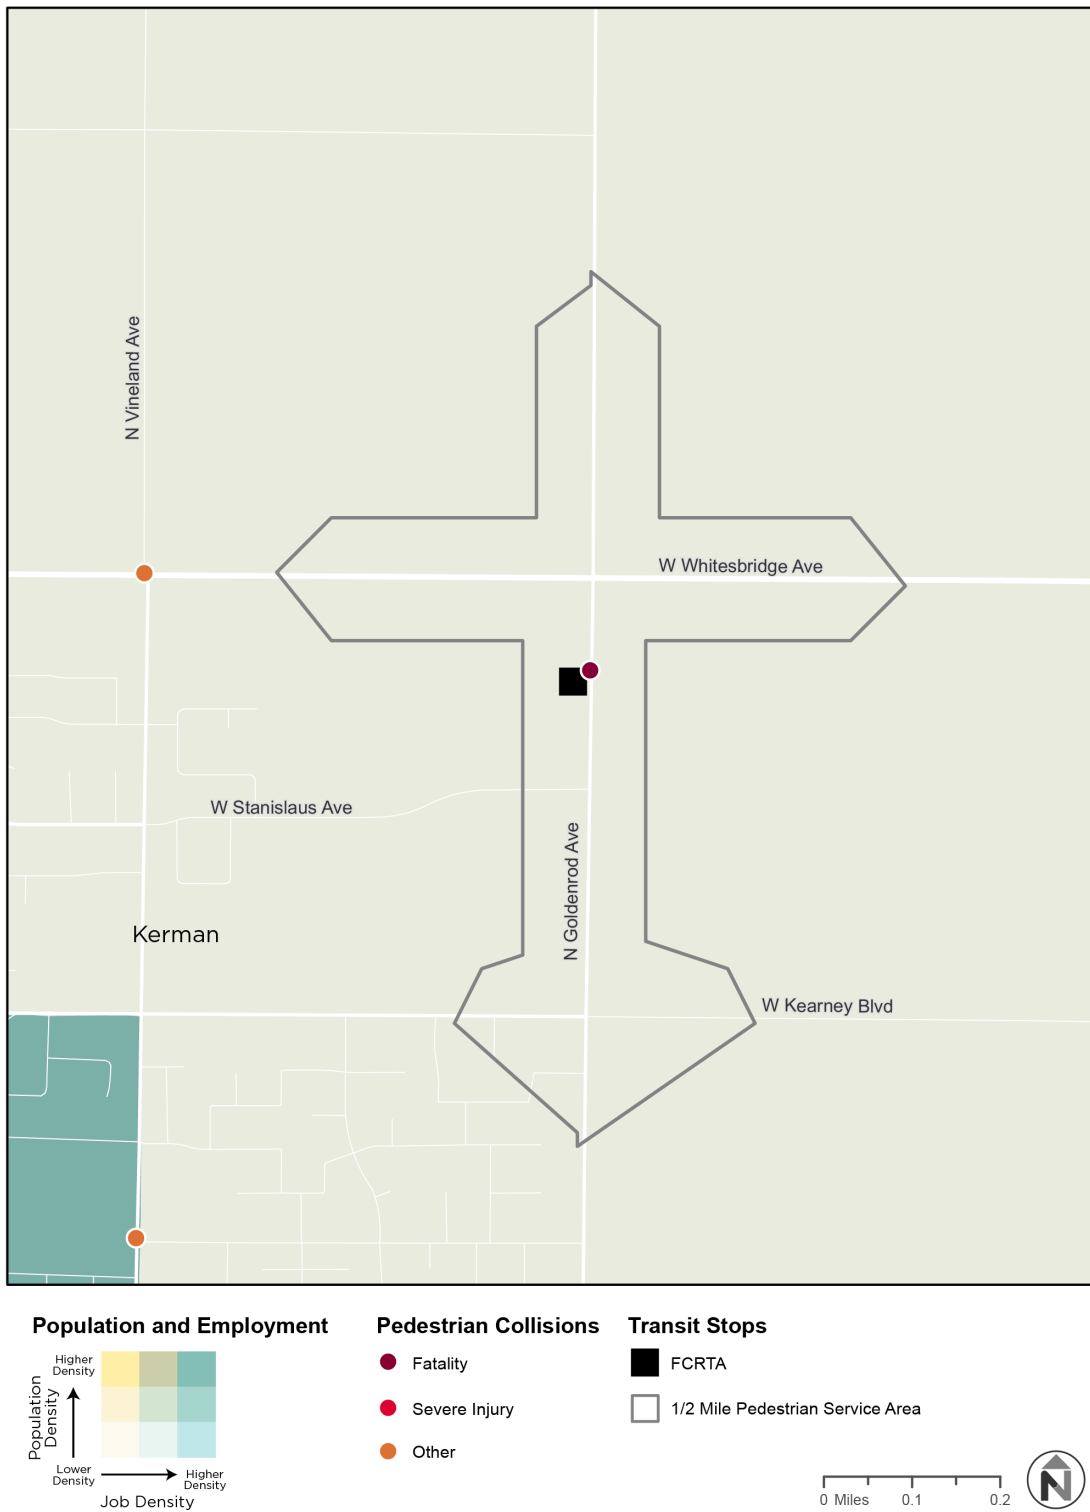 N Vineland Ave
W Whitesbridge Ave
W Stanislaus Ave
N Goldenrod Ave
Kerman
W Kearney Blvd
Population and Employment
Higher
Density
Population
Density
Lower
Density
Higher
Density
Job Density
Pedestrian Collisions
Fatality
Severe Injury
Other
Transit Stops
FCRTA
1/2 Mile Pedestrian Service Area
0 Miles 0.1 0.2
N